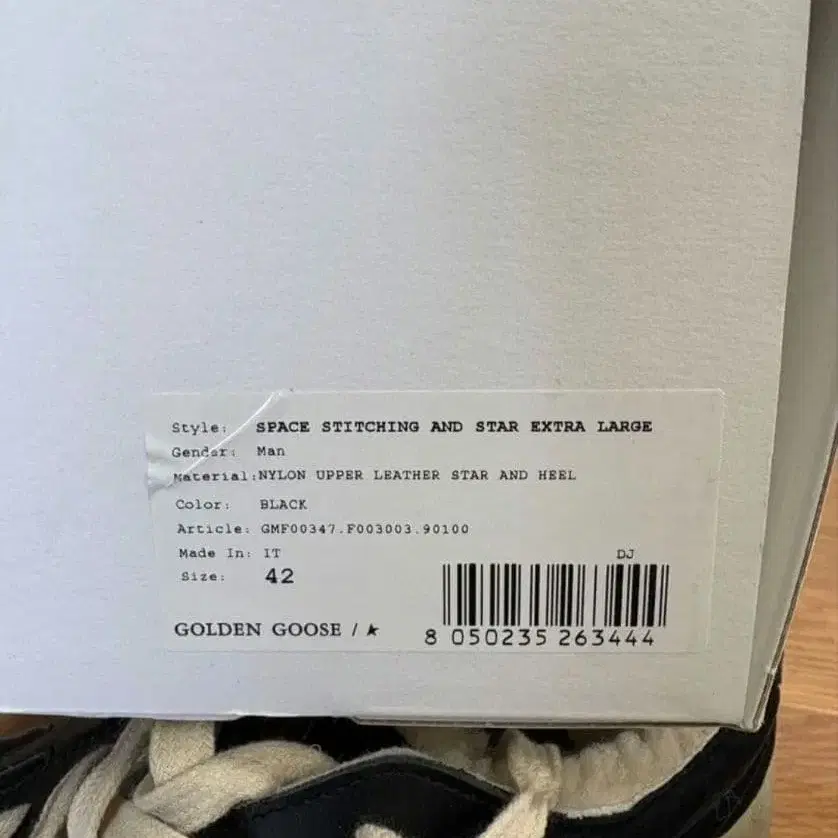 Style: SPACE STITCHING AND STAR EXTRA LARGE
Gender: Man
Material:NYLON UPPER LEATHER STAR AND HEEL
Color: BLACK
Article: GMF00347.F003003.90100
Made In: IT
DJ
Size: 42
GOLDEN GOOSE /
8 050235 263444